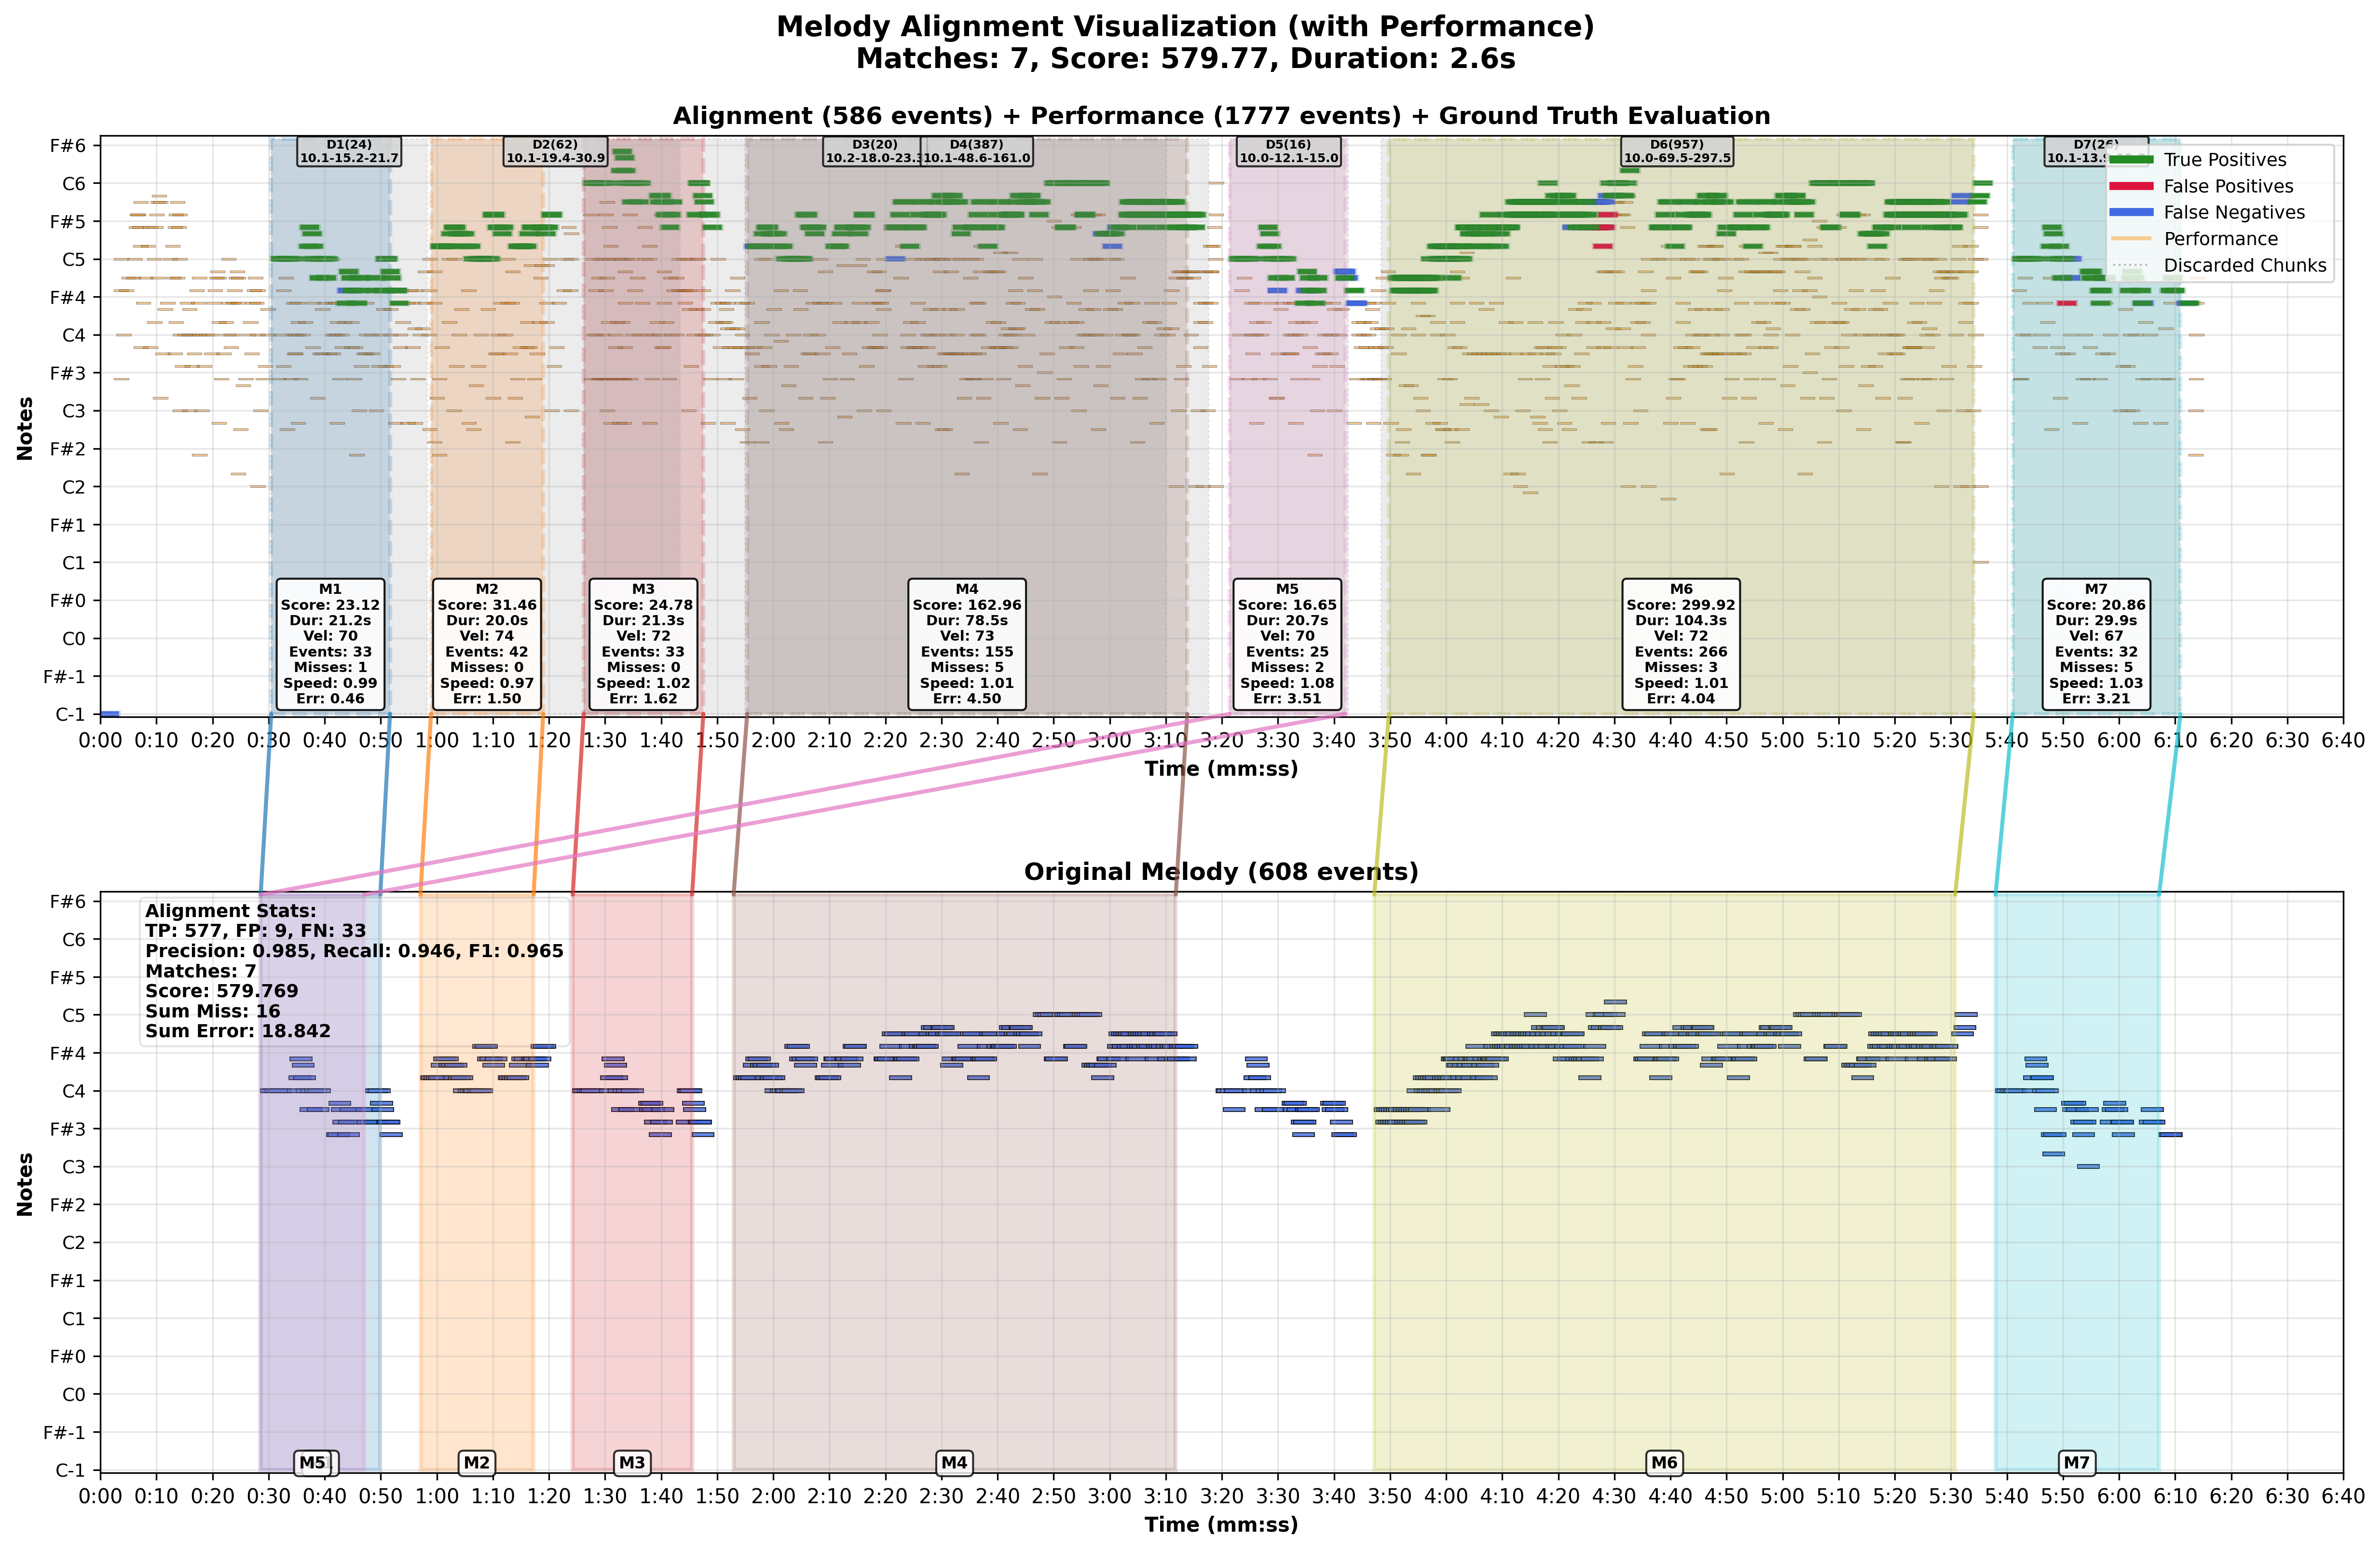 Melody Alignment Visualization (with Performance)
Matches: 7, Score: 579.77, Duration: 2.6s
Alignment (586 events) + Performance (1777 events) + Ground Truth Evaluation
F#6
C6
F#5
C5
F#4
C4
F#3
C3
F#2
C2
F#1
C1
F#0
C0
F#-1
C-1
Notes
D1(24)
10.1-15.2-21.7
D2(62)
10.1-19.4-30.9
D3(20)
10.2-18.0-23.3
D4(387)
10.1-48.6-161.0
D5(16)
10.0-12.1-15.0
D6(957)
10.0-69.5-297.5
D7(26)
10.1-13.9
True Positives
False Positives
False Negatives
Performance
Discarded Chunks
M1
Score: 23.12
Dur: 21.2s
Vel: 70
Events: 33
Misses: 1
Speed: 0.99
Err: 0.46
M2
Score: 31.46
Dur: 20.0s
Vel: 74
Events: 42
Misses: 0
Speed: 0.97
Err: 1.50
M3
Score: 24.78
Dur: 21.3s
Vel: 72
Events: 33
Misses: 0
Speed: 1.02
Err: 1.62
M4
Score: 162.96
Dur: 78.5s
Vel: 73
Events: 155
Misses: 5
Speed: 1.01
Err: 4.50
M5
Score: 16.65
Dur: 20.7s
Vel: 70
Events: 25
Misses: 2
Speed: 1.08
Err: 3.51
M6
Score: 299.92
Dur: 104.3s
Vel: 72
Events: 266
Misses: 3
Speed: 1.01
Err: 4.04
M7
Score: 20.86
Dur: 29.9s
Vel: 67
Events: 32
Misses: 5
Speed: 1.03
Err: 3.21
0:00 0:10 0:20 0:30 0:40 0:50 1:00 1:10 1:20 1:30 1:40 1:50 2:00 2:10 2:20 2:30 2:40 2:50 3:00 3:10 3:20 3:30 3:40 3:50 4:00 4:10 4:20 4:30 4:40 4:50 5:00 5:10 5:20 5:30 5:40 5:50 6:00 6:10 6:20 6:30 6:40
Time (mm:ss)
Original Melody (608 events)
F#6
C6
F#5
C5
F#4
C4
F#3
C3
F#2
C2
F#1
C1
F#0
C0
F#-1
C-1
Notes
Alignment Stats:
TP: 577, FP: 9, FN: 33
Precision: 0.985, Recall: 0.946, F1: 0.965
Matches: 7
Score: 579.769
Sum Miss: 16
Sum Error: 18.842
M5
M2
M3
M4
M6
M7
0:00 0:10 0:20 0:30 0:40 0:50 1:00 1:10 1:20 1:30 1:40 1:50 2:00 2:10 2:20 2:30 2:40 2:50 3:00 3:10 3:20 3:30 3:40 3:50 4:00 4:10 4:20 4:30 4:40 4:50 5:00 5:10 5:20 5:30 5:40 5:50 6:00 6:10 6:20 6:30 6:40
Time (mm:ss)